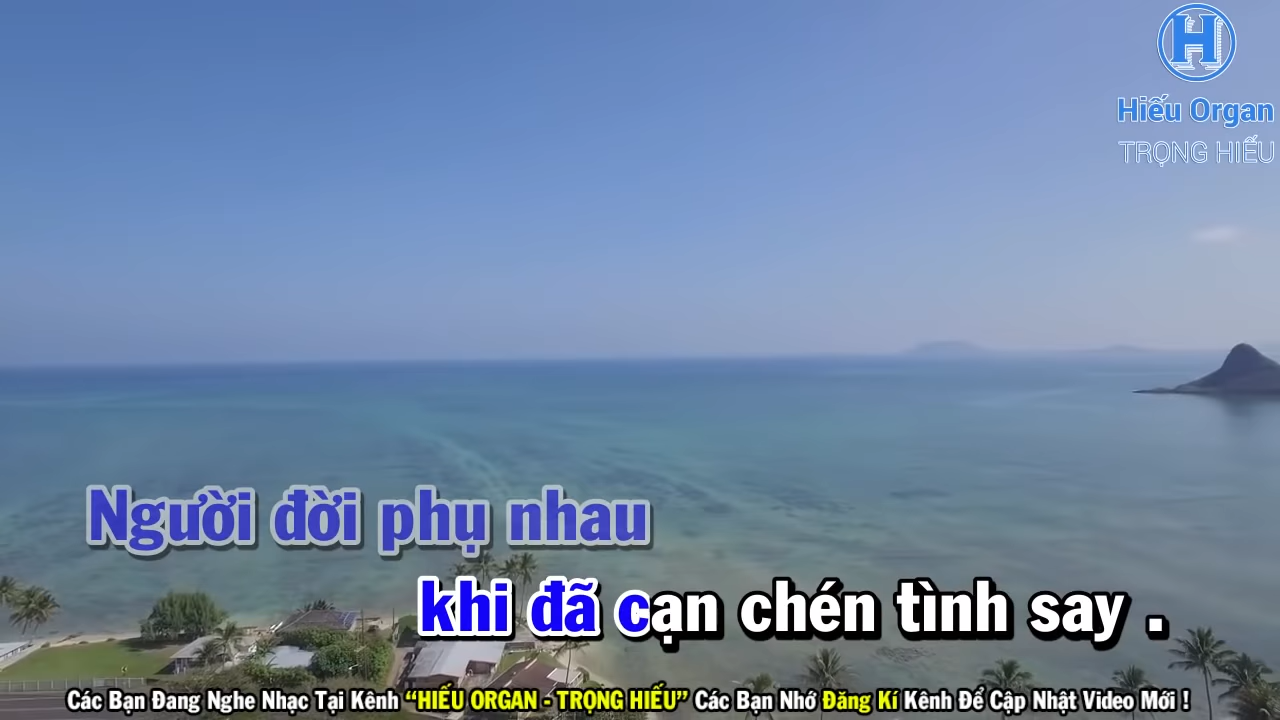 H
Hiếu Organ
TRỌNG HIẾU
Người đời phụ nhau
khi đã cạn chén tình say .
Các Bạn Đang Nghe Nhạc Tại Kênh “HIẾU ORGAN - TRỌNG HIẾU” Các Bạn Nhớ Đăng Kí Kênh Để Cập Nhật Video Mới !